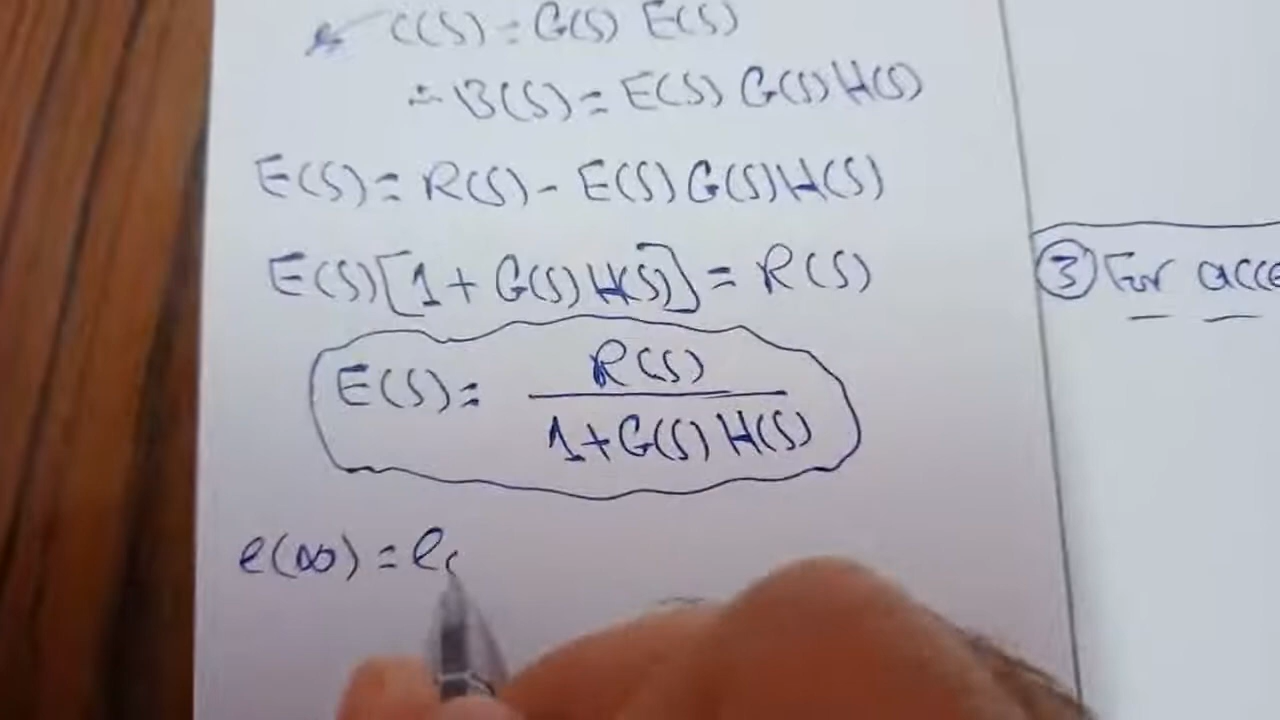 C(S) = G(S) E(S)
∴ B(S) = E(S) G(S) H(S)
E(S) = R(S) - E(S) G(S) H(S)
E(S)[1 + G(S) H(S)] = R(S)
E(S) = R(S) / 1 + G(S) H(S)
e(∞) = e
③ For acce